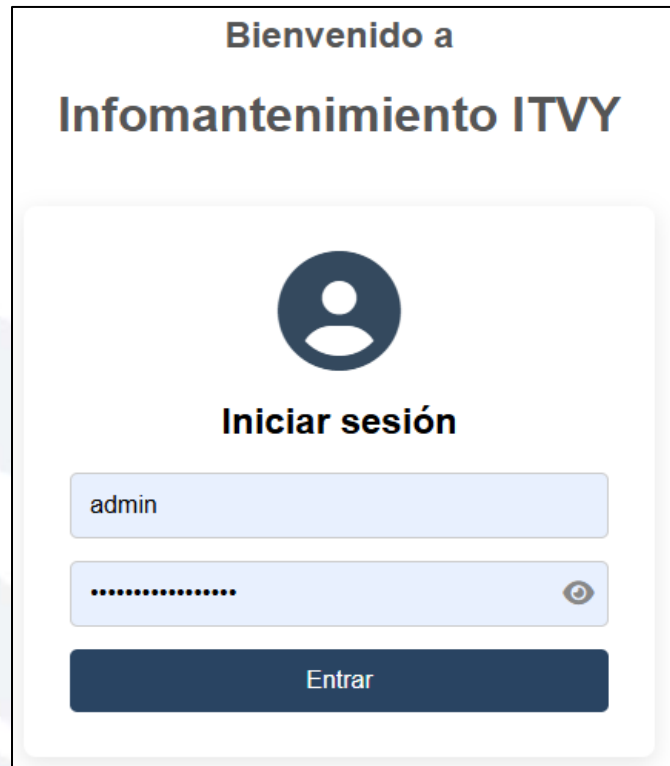 Bienvenido a
Infomantenimiento ITVY
Iniciar sesión
admin
•••••••••••••••••
Entrar